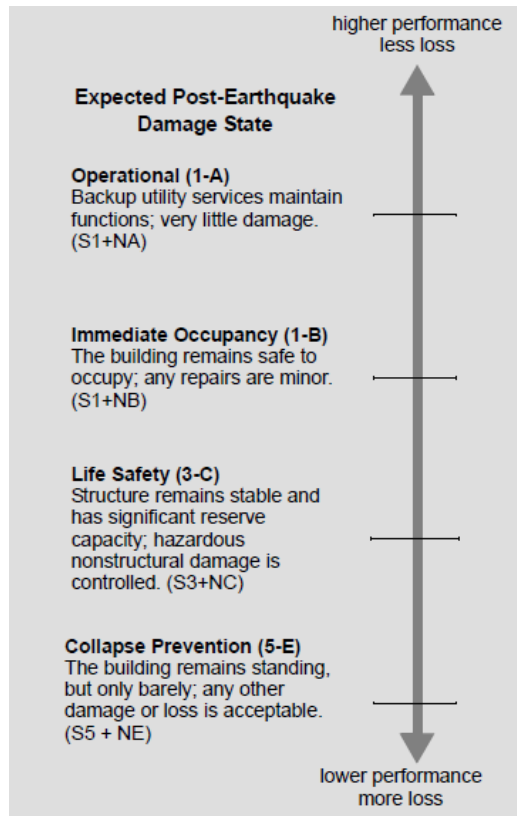 higher performance
less loss
Expected Post-Earthquake
Damage State
Operational (1-A)
Backup utility services maintain
functions; very little damage.
(S1+NA)
Immediate Occupancy (1-B)
The building remains safe to
occupy; any repairs are minor.
(S1+NB)
Life Safety (3-C)
Structure remains stable and
has significant reserve
capacity; hazardous
nonstructural damage is
controlled. (S3+NC)
Collapse Prevention (5-E)
The building remains standing,
but only barely; any other
damage or loss is acceptable.
(S5 + NE)
lower performance
more loss